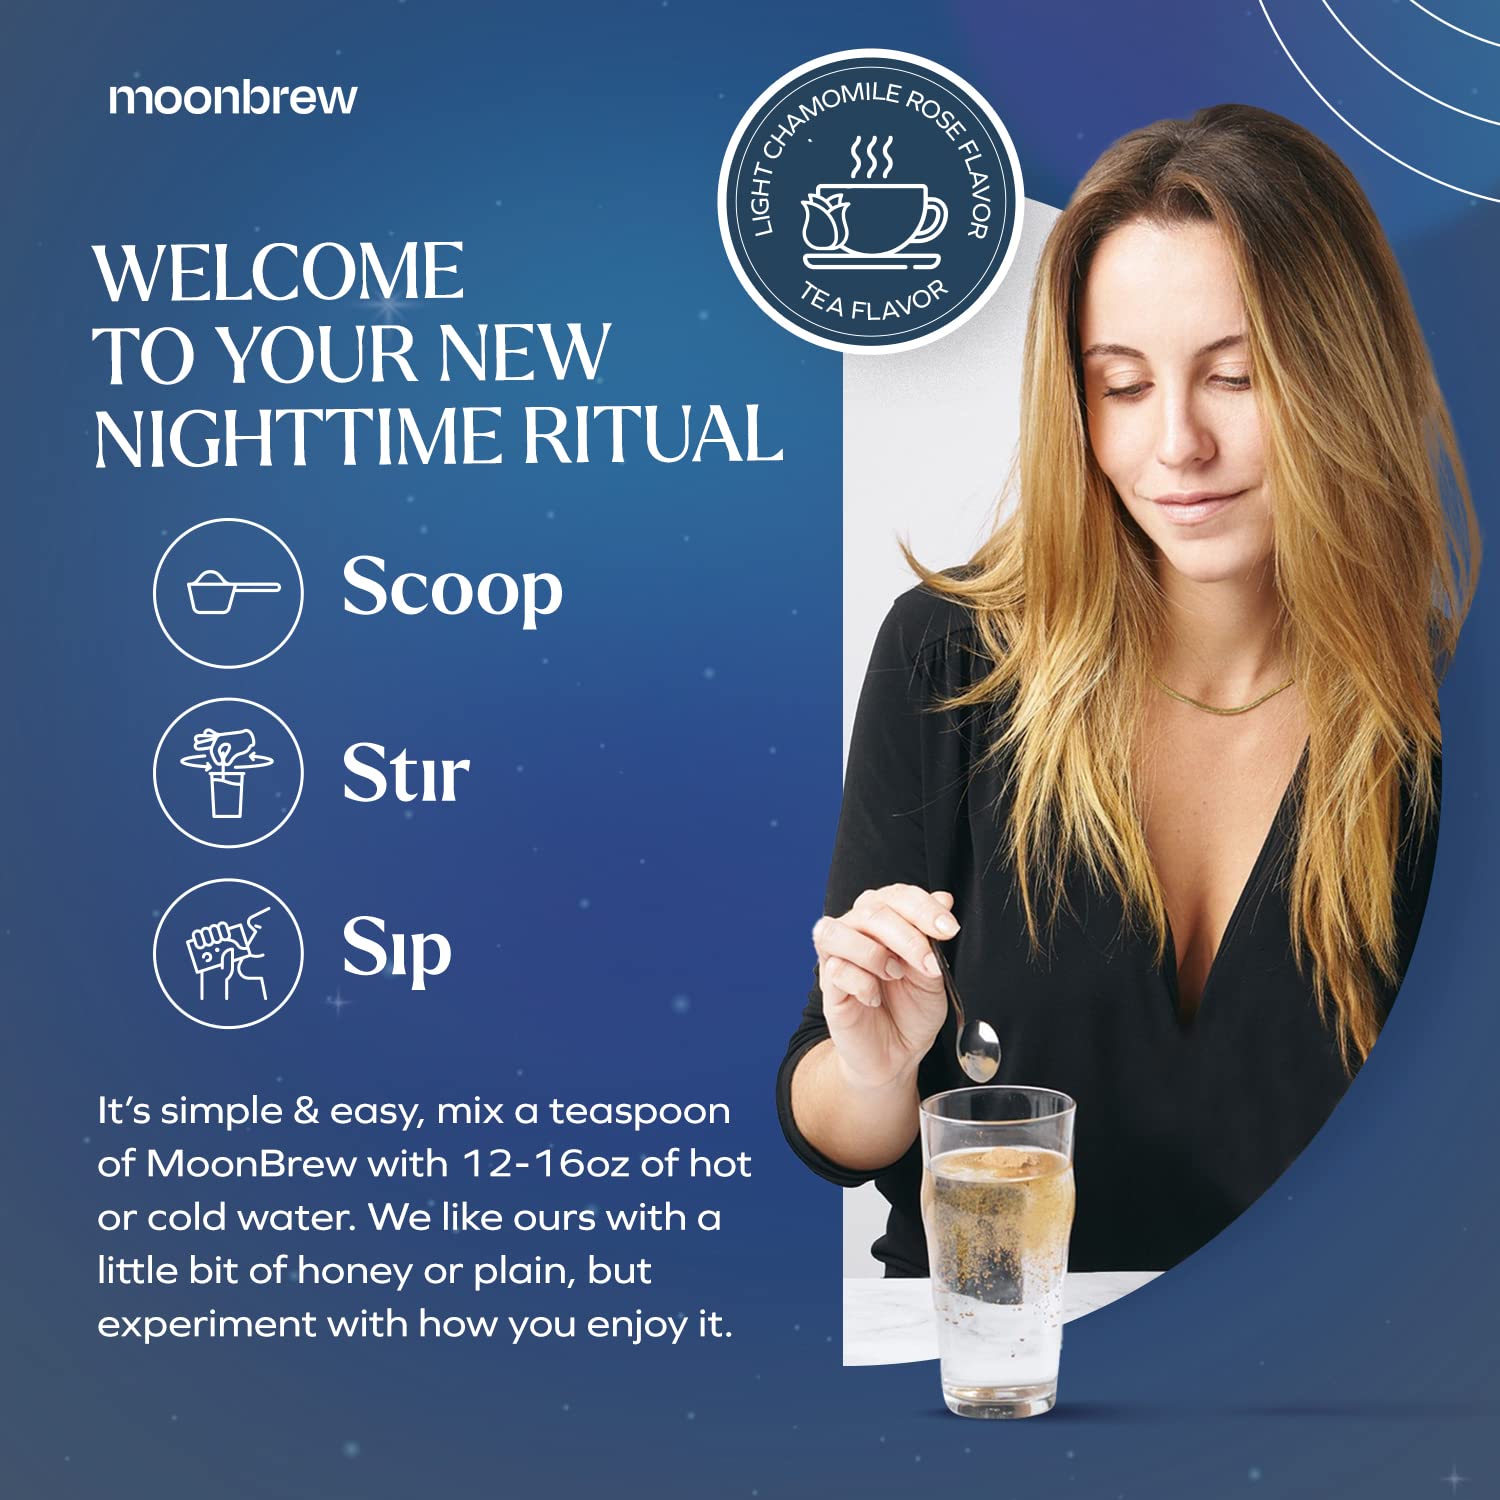 moonbrew
LIGHT CHAMOMILE ROSE FLAVOR
TEA FLAVOR
WELCOME
TO YOUR NEW
NIGHTTIME RITUAL
Scoop
Stır
Sıp
It's simple & easy, mix a teaspoon
of MoonBrew with 12-16oz of hot
or cold water. We like ours with a
little bit of honey or plain, but
experiment with how you enjoy it.